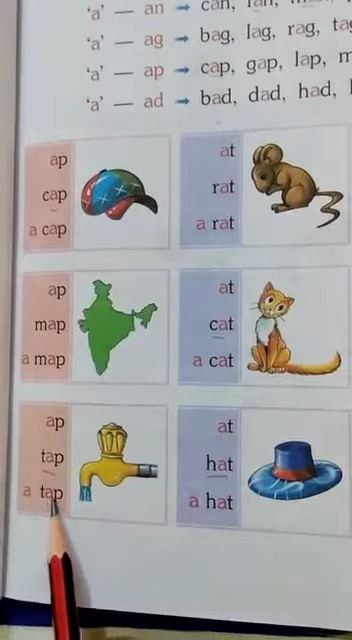 'a' — an → can,
'a' — ag → bag, lag, rag,
'a' — ap → cap, gap, lap,
'a' — ad → bad, dad, had,
ap
cap
a cap
at
rat
a rat
ap
map
a map
at
cat
a cat
ap
tap
a tap
at
hat
a hat